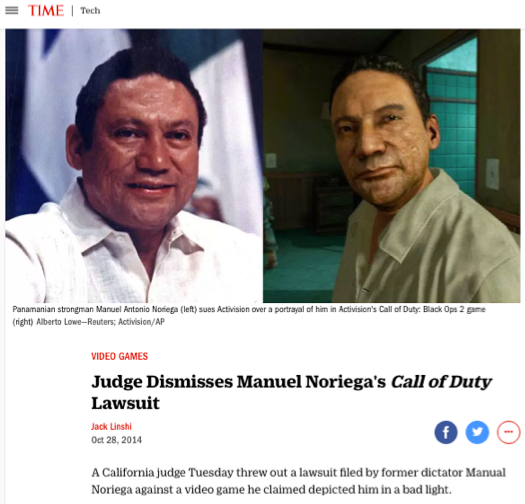 TIME | Tech
Panamanian strongman Manuel Antonio Noriega (left) sues Activision over a portrayal of him in Activision's Call of Duty: Black Ops 2 game
(right) Alberto Lowe—Reuters; Activision/AP
VIDEO GAMES
Judge Dismisses Manuel Noriega's Call of Duty
Lawsuit
Jack Linshi
Oct 28, 2014
A California judge Tuesday threw out a lawsuit filed by former dictator Manual
Noriega against a video game he claimed depicted him in a bad light.